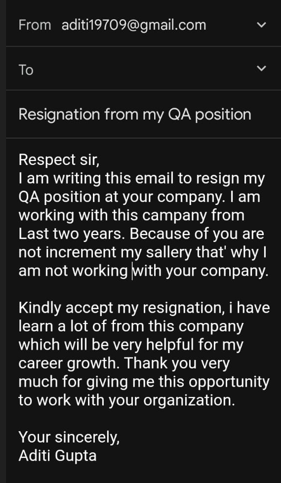 From aditi19709@gmail.com
To
Resignation from my QA position
Respect sir,
I am writing this email to resign my
QA position at your company. I am
working with this campany from
Last two years. Because of you are
not increment my sallery that' why I
am not working with your company.
Kindly accept my resignation, i have
learn a lot of from this company
which will be very helpful for my
career growth. Thank you very
much for giving me this opportunity
to work with your organization.
Your sincerely,
Aditi Gupta